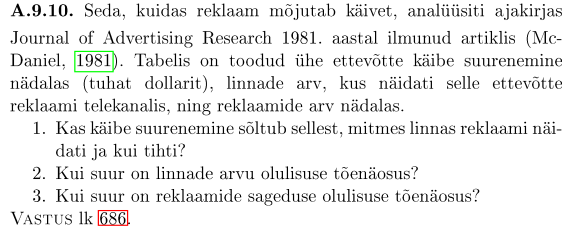 A.9.10. Seda, kuidas reklaam mõjutab käivet, analüüsiti ajakirjas
Journal of Advertising Research 1981. aastal ilmunud artiklis (Mc-
Daniel, 1981). Tabelis on toodud ühe ettevõtte käibe suurenemine
nädalas (tuhat dollarit), linnade arv, kus näidati selle ettevõtte
reklaami telekanalis, ning reklaamide arv nädalas.
1. Kas käibe suurenemine sõltub sellest, mitmes linnas reklaami näi-
dati ja kui tihti?
2. Kui suur on linnade arvu olulisuse tõenäosus?
3. Kui suur on reklaamide sageduse olulisuse tõenäosus?
VASTUS lk 686.